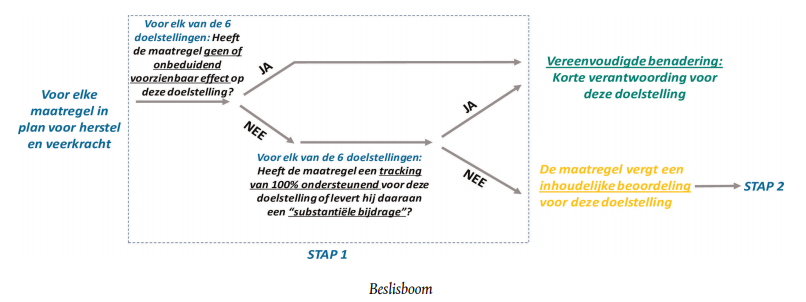 Voor elke
maatregel in
plan voor herstel
en veerkracht
Voor elk van de 6
doelstellingen: Heeft
de maatregel geen of
onbeduidend
voorzienbaar effect op
deze doelstelling?
JA
NEE
Voor elk van de 6 doelstellingen:
Heeft de maatregel een tracking
van 100% ondersteunend voor deze
doelstelling of levert hij daaraan
een “substantiële bijdrage”?
JA
NEE
Vereenvoudigde benadering:
Korte verantwoording voor
deze doelstelling
De maatregel vergt een
inhoudelijke beoordeling
voor deze doelstelling
STAP 2
STAP 1
Beslisboom